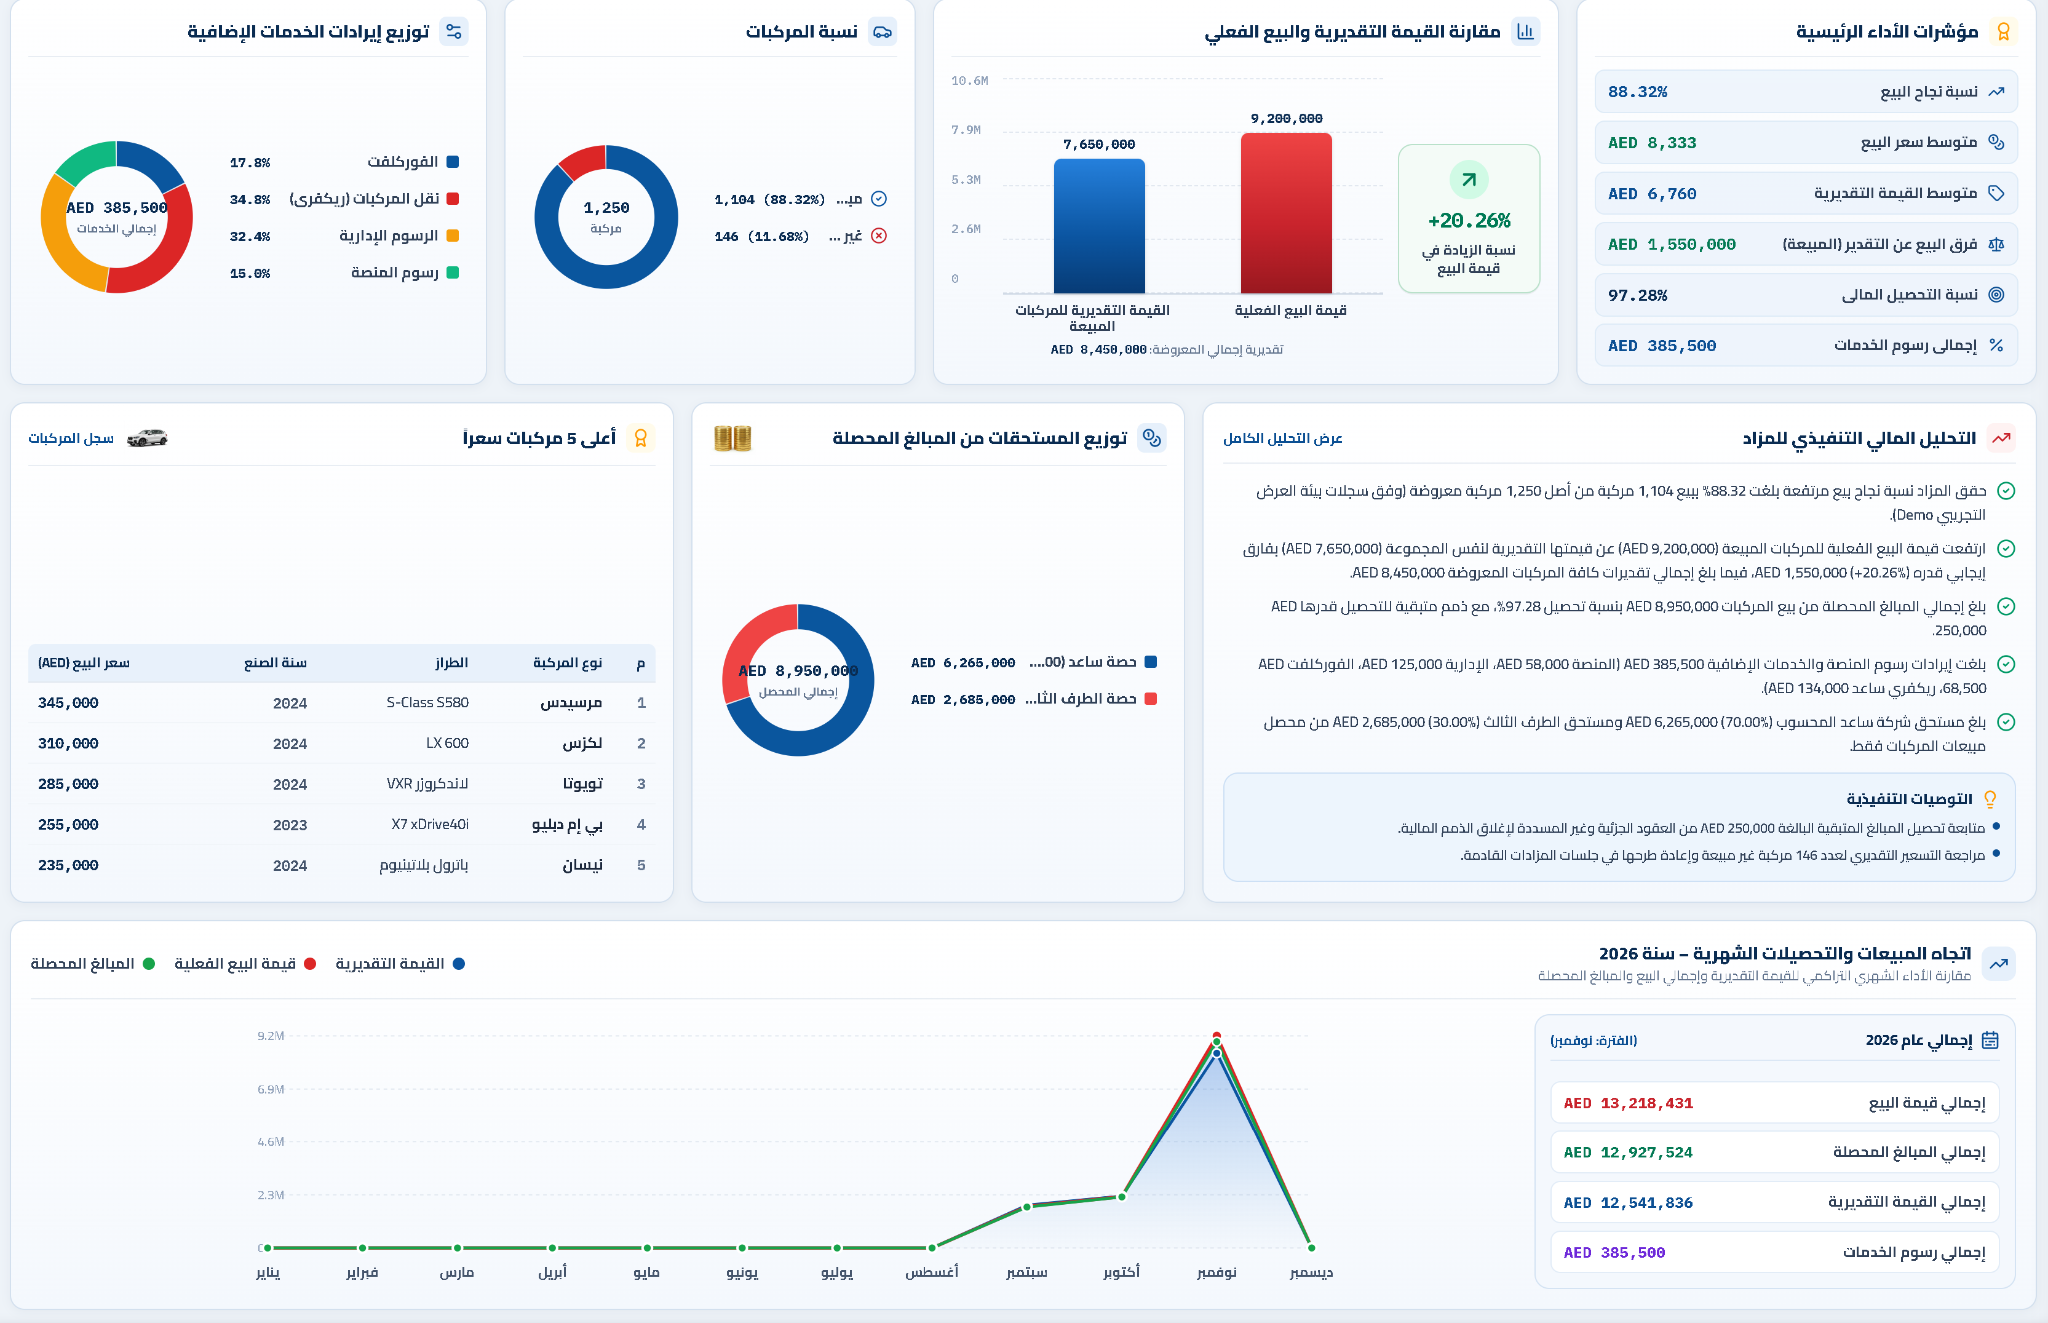 مؤشرات الأداء الرئيسية
نسبة نجاح البيع 88.32%
متوسط سعر البيع AED 8,333
متوسط القيمة التقديرية AED 6,760
فرق البيع عن التقدير (المبيعة) AED 1,550,000
نسبة التحصيل المالي 97.28%
إجمالي رسوم الخدمات AED 385,500
مقارنة القيمة التقديرية والبيع الفعلي
10.6M
7.9M
5.3M
2.6M
0
9,200,000
7,650,000
قيمة البيع الفعلية
القيمة التقديرية للمركبات
المبيعة
تقديرية إجمالي المعروضة: AED 8,450,000
+20.26%
نسبة الزيادة في
قيمة البيع
نسبة المركبات
1,250
مركبة
مبـ... 1,104 (88.32%)
غير ... 146 (11.68%)
توزيع إيرادات الخدمات الإضافية
AED 385,500
إجمالي الخدمات
الفوركلفت 17.8%
نقل المركبات (ريكفري) 34.8%
الرسوم الإدارية 32.4%
رسوم المنصة 15.0%
التحليل المالي التنفيذي للمزاد
عرض التحليل الكامل
حقق المزاد نسبة نجاح بيع مرتفعة بلغت 88.32% ببيع 1,104 مركبة من أصل 1,250 مركبة معروضة (وفق سجلات بيئة العرض
التجريبي Demo).
ارتفعت قيمة البيع الفعلية للمركبات المبيعة (AED 9,200,000) عن قيمتها التقديرية لنفس المجموعة (AED 7,650,000) بفارق
إيجابي قدره AED 1,550,000 (+20.26%)، فيما بلغ إجمالي تقديرات كافة المركبات المعروضة AED 8,450,000.
بلغ إجمالي المبالغ المحصلة من بيع المركبات AED 8,950,000 بنسبة تحصيل 97.28%، مع ذمم متبقية للتحصيل قدرها AED
250,000.
بلغت إيرادات رسوم المنصة والخدمات الإضافية AED 385,500 (المنصة AED 58,000، الإدارية AED 125,000، الفوركلفت AED
68,500، ريكفري ساعد AED 134,000).
بلغ مستحق شركة ساعد المحسوب AED 6,265,000 (70.00%) ومستحق الطرف الثالث AED 2,685,000 (30.00%) من محصل
مبيعات المركبات فقط.
التوصيات التنفيذية
متابعة تحصيل المبالغ المتبقية البالغة AED 250,000 من العقود الجزئية وغير المسددة لإغلاق الذمم المالية.
مراجعة التسعير التقديري لعدد 146 مركبة غير مبيعة وإعادة طرحها في جلسات المزادات القادمة.
توزيع المستحقات من المبالغ المحصلة
AED 8,950,000
إجمالي المحصل
حصة ساعد (00.... AED 6,265,000
حصة الطرف الثا... AED 2,685,000
أعلى 5 مركبات سعراً
سجل المركبات
م نوع المركبة الطراز سنة الصنع سعر البيع (AED)
1 مرسيدس S-Class S580 2024 345,000
2 لكزس LX 600 2024 310,000
3 تويوتا لاندكروزر VXR 2024 285,000
4 بي إم دبليو X7 xDrive40i 2023 255,000
5 نيسان باترول بلاتينيوم 2024 235,000
اتجاه المبيعات والتحصيلات الشهرية – سنة 2026
مقارنة الأداء الشهري التراكمي للقيمة التقديرية وإجمالي البيع والمبالغ المحصلة
القيمة التقديرية
قيمة البيع الفعلية
المبالغ المحصلة
إجمالي عام 2026
(الفترة: نوفمبر)
إجمالي قيمة البيع AED 13,218,431
إجمالي المبالغ المحصلة AED 12,927,524
إجمالي القيمة التقديرية AED 12,541,836
إجمالي رسوم الخدمات AED 385,500
9.2M
6.9M
4.6M
2.3M
0
يناير فبراير مارس أبريل مايو يونيو يوليو أغسطس سبتمبر أكتوبر نوفمبر ديسمبر